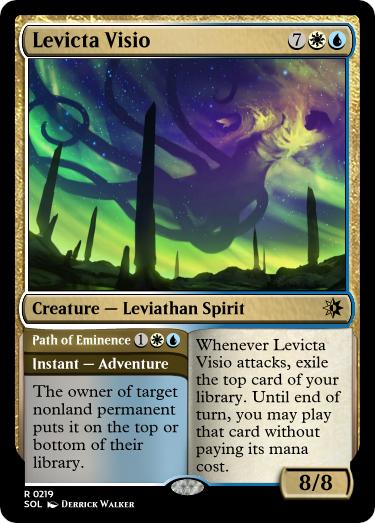 Levicta Visio 7
Creature — Leviathan Spirit
Path of Eminence 1
Instant — Adventure
The owner of target
nonland permanent
puts it on the top or
bottom of their
library.
Whenever Levicta
Visio attacks, exile
the top card of your
library. Until end of
turn, you may play
that card without
paying its mana
cost.
8/8
R 0219
SOL Derrick Walker